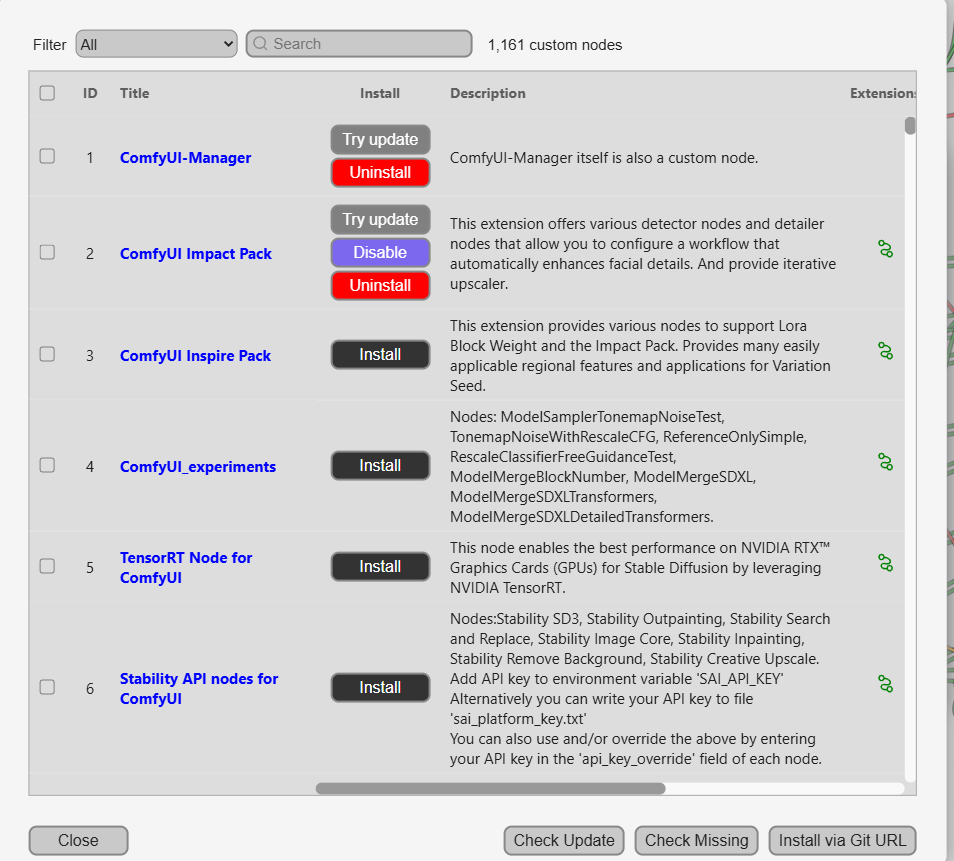 Filter All Search 1,161 custom nodes
ID Title Install Description Extensions
Try update
1 ComfyUI-Manager ComfyUI-Manager itself is also a custom node.
Uninstall
Try update
This extension offers various detector nodes and detailer
2 ComfyUI Impact Pack Disable nodes that allow you to configure a workflow that
automatically enhances facial details. And provide iterative
Uninstall upscaler.
This extension provides various nodes to support Lora
3 ComfyUI Inspire Pack Install Block Weight and the Impact Pack. Provides many easily
applicable regional features and applications for Variation
Seed.
Nodes: ModelSamplerTonemapNoiseTest,
TonemapNoiseWithRescaleCFG, ReferenceOnlySimple,
RescaleClassifierFreeGuidanceTest,
4 ComfyUI_experiments Install ModelMergeBlockNumber, ModelMergeSDXL,
ModelMergeSDXLTransformers,
ModelMergeSDXLDetailedTransformers.
TensorRT Node for This node enables the best performance on NVIDIA RTX™
5 ComfyUI Install Graphics Cards (GPUs) for Stable Diffusion by leveraging
NVIDIA TensorRT.
Nodes:Stability SD3, Stability Outpainting, Stability Search
and Replace, Stability Image Core, Stability Inpainting,
Stability Remove Background, Stability Creative Upscale.
6 Stability API nodes for Install Add API key to environment variable 'SAI_API_KEY'
ComfyUI Alternatively you can write your API key to file
'sai_platform_key.txt'
You can also use and/or override the above by entering
your API key in the 'api_key_override' field of each node.
Close Check Update Check Missing Install via Git URL